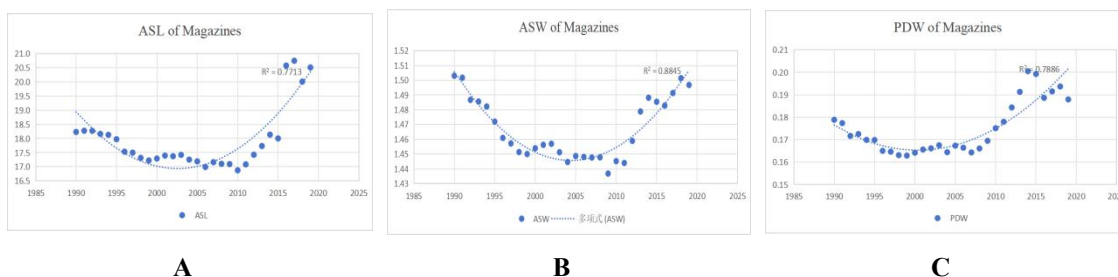 ASL of Magazines
21.0
20.5
20.0
19.5
19.0
18.5
18.0
17.5
17.0
16.5
R² = 0.7713
1985 1990 1995 2000 2005 2010 2015 2020 2025
ASL
ASW of Magazines
1.52
1.51
1.50
1.49
1.48
1.47
1.46
1.45
1.44
1.43
R² = 0.8845
1985 1990 1995 2000 2005 2010 2015 2020 2025
ASW 多项式 (ASW)
PDW of Magazines
0.21
0.20
0.19
0.18
0.17
0.16
0.15
R² = 0.7886
1985 1990 1995 2000 2005 2010 2015 2020
PDW
A B C